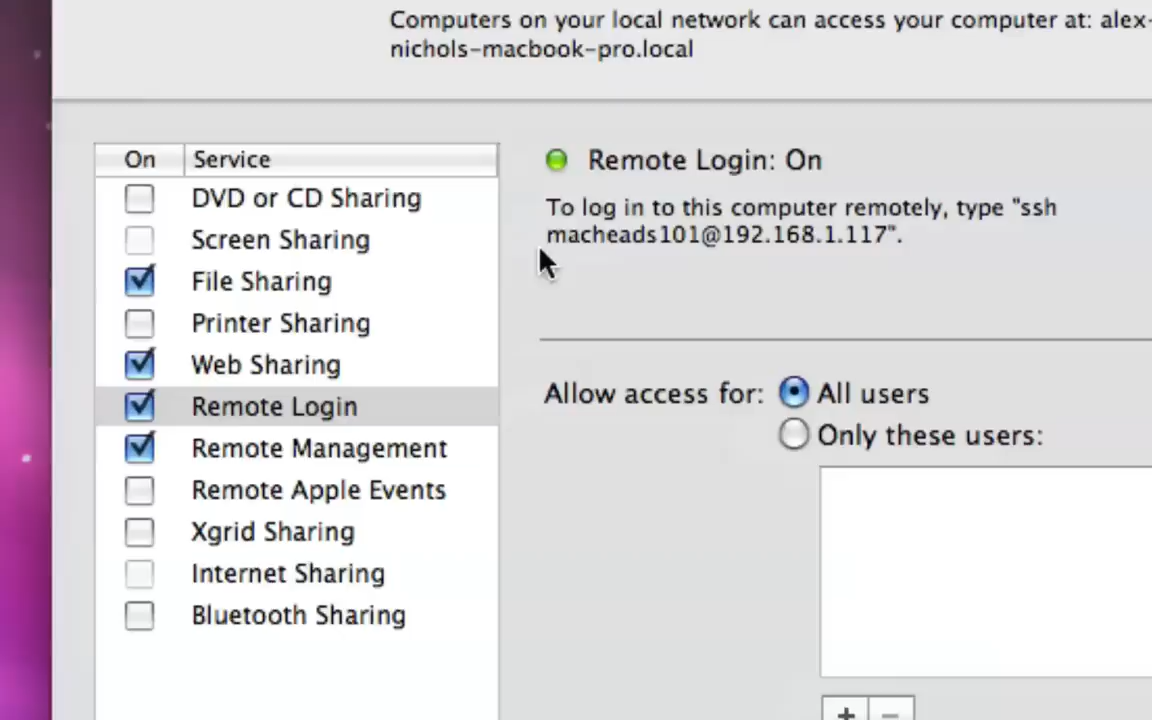 Computers on your local network can access your computer at: alex-
nichols-macbook-pro.local
On Service
Remote Login: On
To log in to this computer remotely, type "ssh
macheads101@192.168.1.117".
DVD or CD Sharing
Screen Sharing
File Sharing
Printer Sharing
Web Sharing
Remote Login
Remote Management
Remote Apple Events
Xgrid Sharing
Internet Sharing
Bluetooth Sharing
Allow access for: All users
Only these users:
+ −